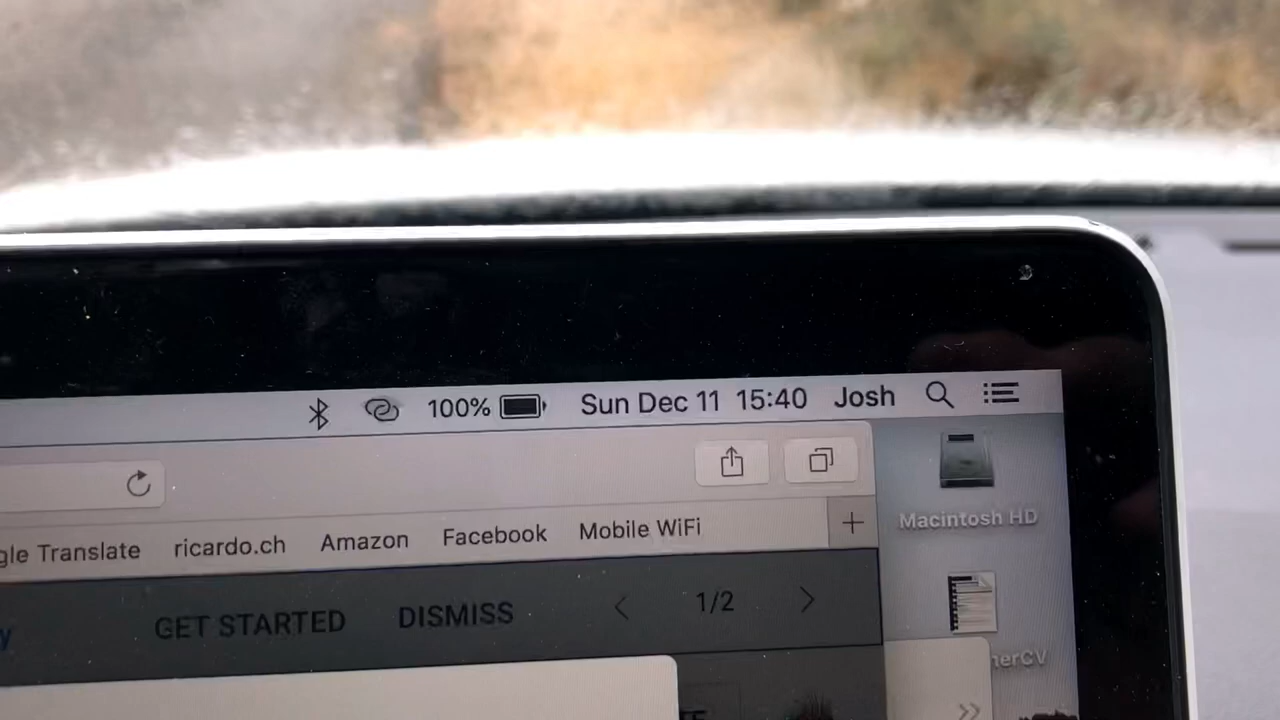 100% Sun Dec 11 15:40 Josh
Macintosh HD
gle Translate ricardo.ch Amazon Facebook Mobile WiFi
GET STARTED DISMISS 1/2
nerCV